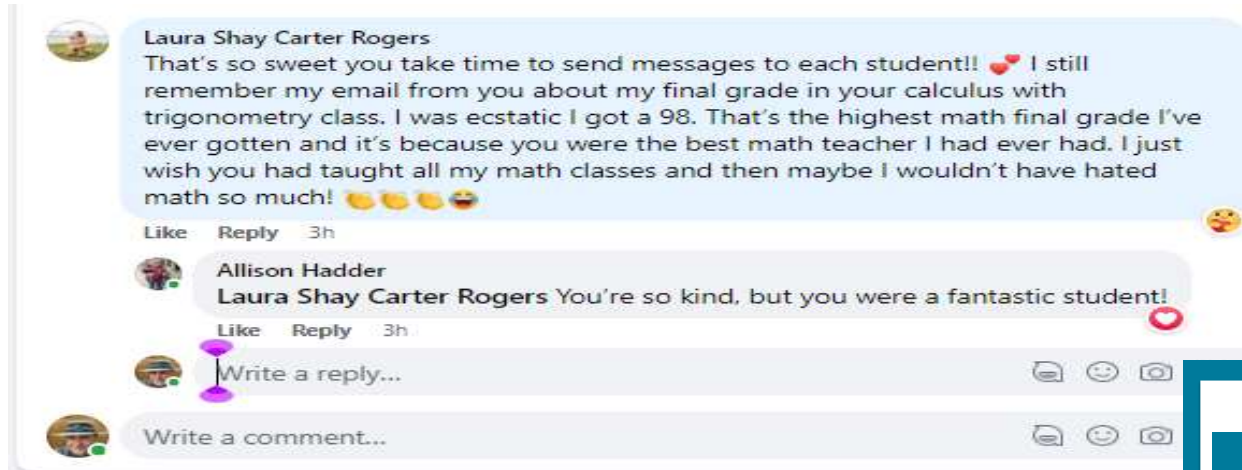 Laura Shay Carter Rogers
That's so sweet you take time to send messages to each student!! 💕 I still
remember my email from you about my final grade in your calculus with
trigonometry class. I was ecstatic I got a 98. That's the highest math final grade I've
ever gotten and it's because you were the best math teacher I had ever had. I just
wish you had taught all my math classes and then maybe I wouldn't have hated
math so much! 👏👏👏😂
Like Reply 3h
Allison Hadder
Laura Shay Carter Rogers You're so kind, but you were a fantastic student!
Like Reply 3h
Write a reply...
Write a comment...